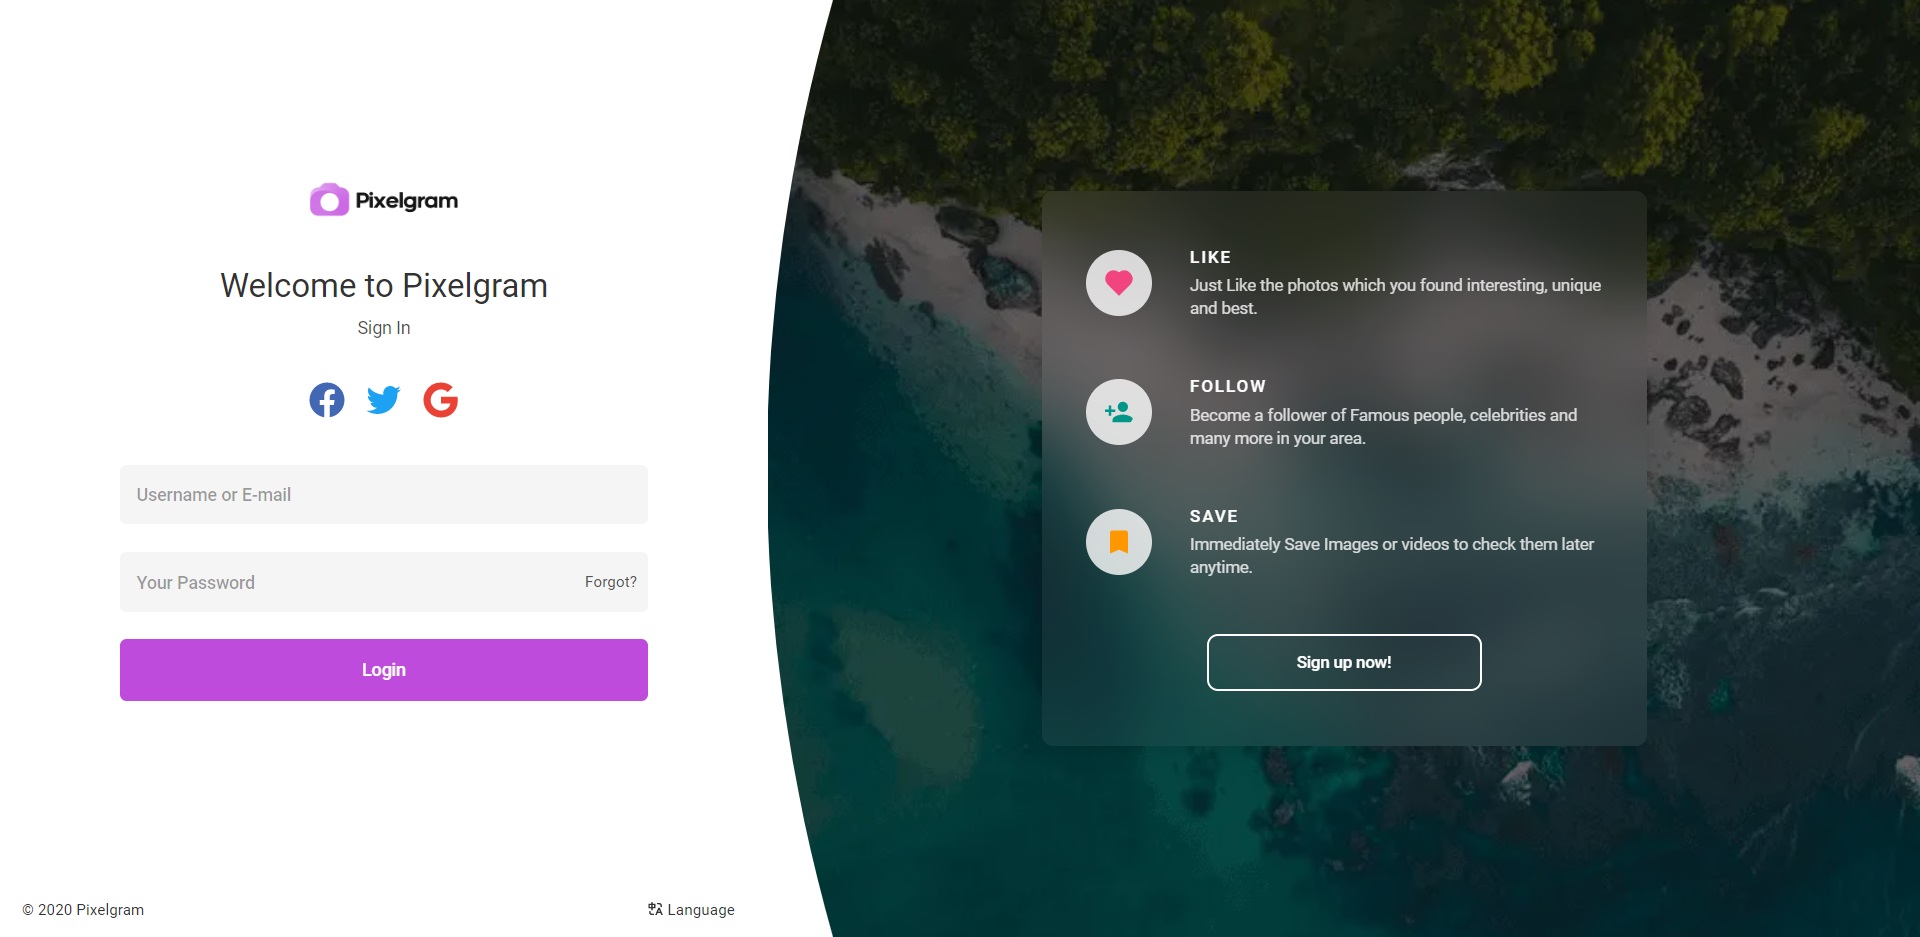 Pixelgram
Welcome to Pixelgram
Sign In
Username or E-mail
Your Password
Forgot?
Login
© 2020 Pixelgram
Language
LIKE
Just Like the photos which you found interesting, unique
and best.
FOLLOW
Become a follower of Famous people, celebrities and
many more in your area.
SAVE
Immediately Save Images or videos to check them later
anytime.
Sign up now!